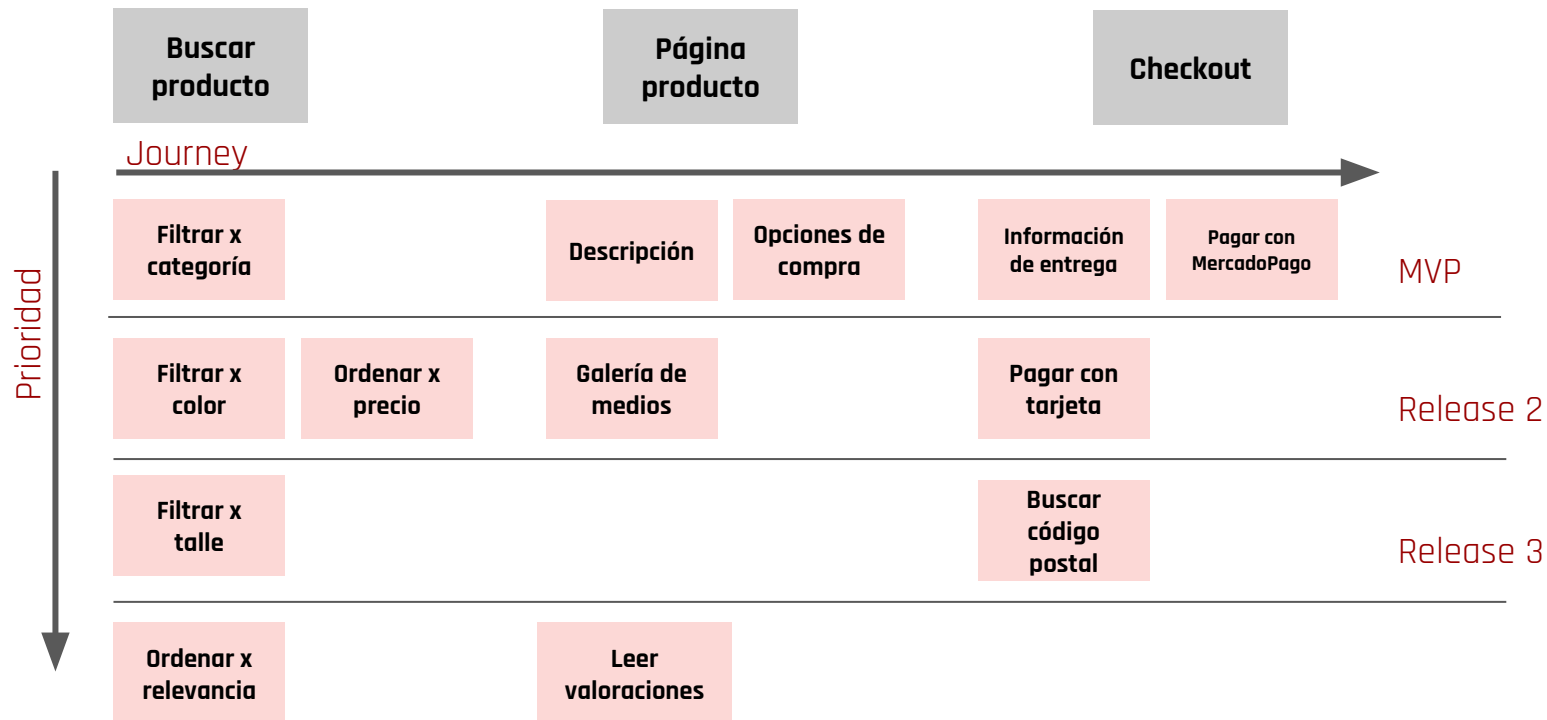 Buscar
producto
Página
producto
Checkout
Journey
Prioridad
Filtrar x
categoría
Descripción
Opciones de
compra
Información
de entrega
Pagar con
MercadoPago
MVP
Filtrar x
color
Ordenar x
precio
Galería de
medios
Pagar con
tarjeta
Release 2
Filtrar x
talle
Buscar
código
postal
Release 3
Ordenar x
relevancia
Leer
valoraciones